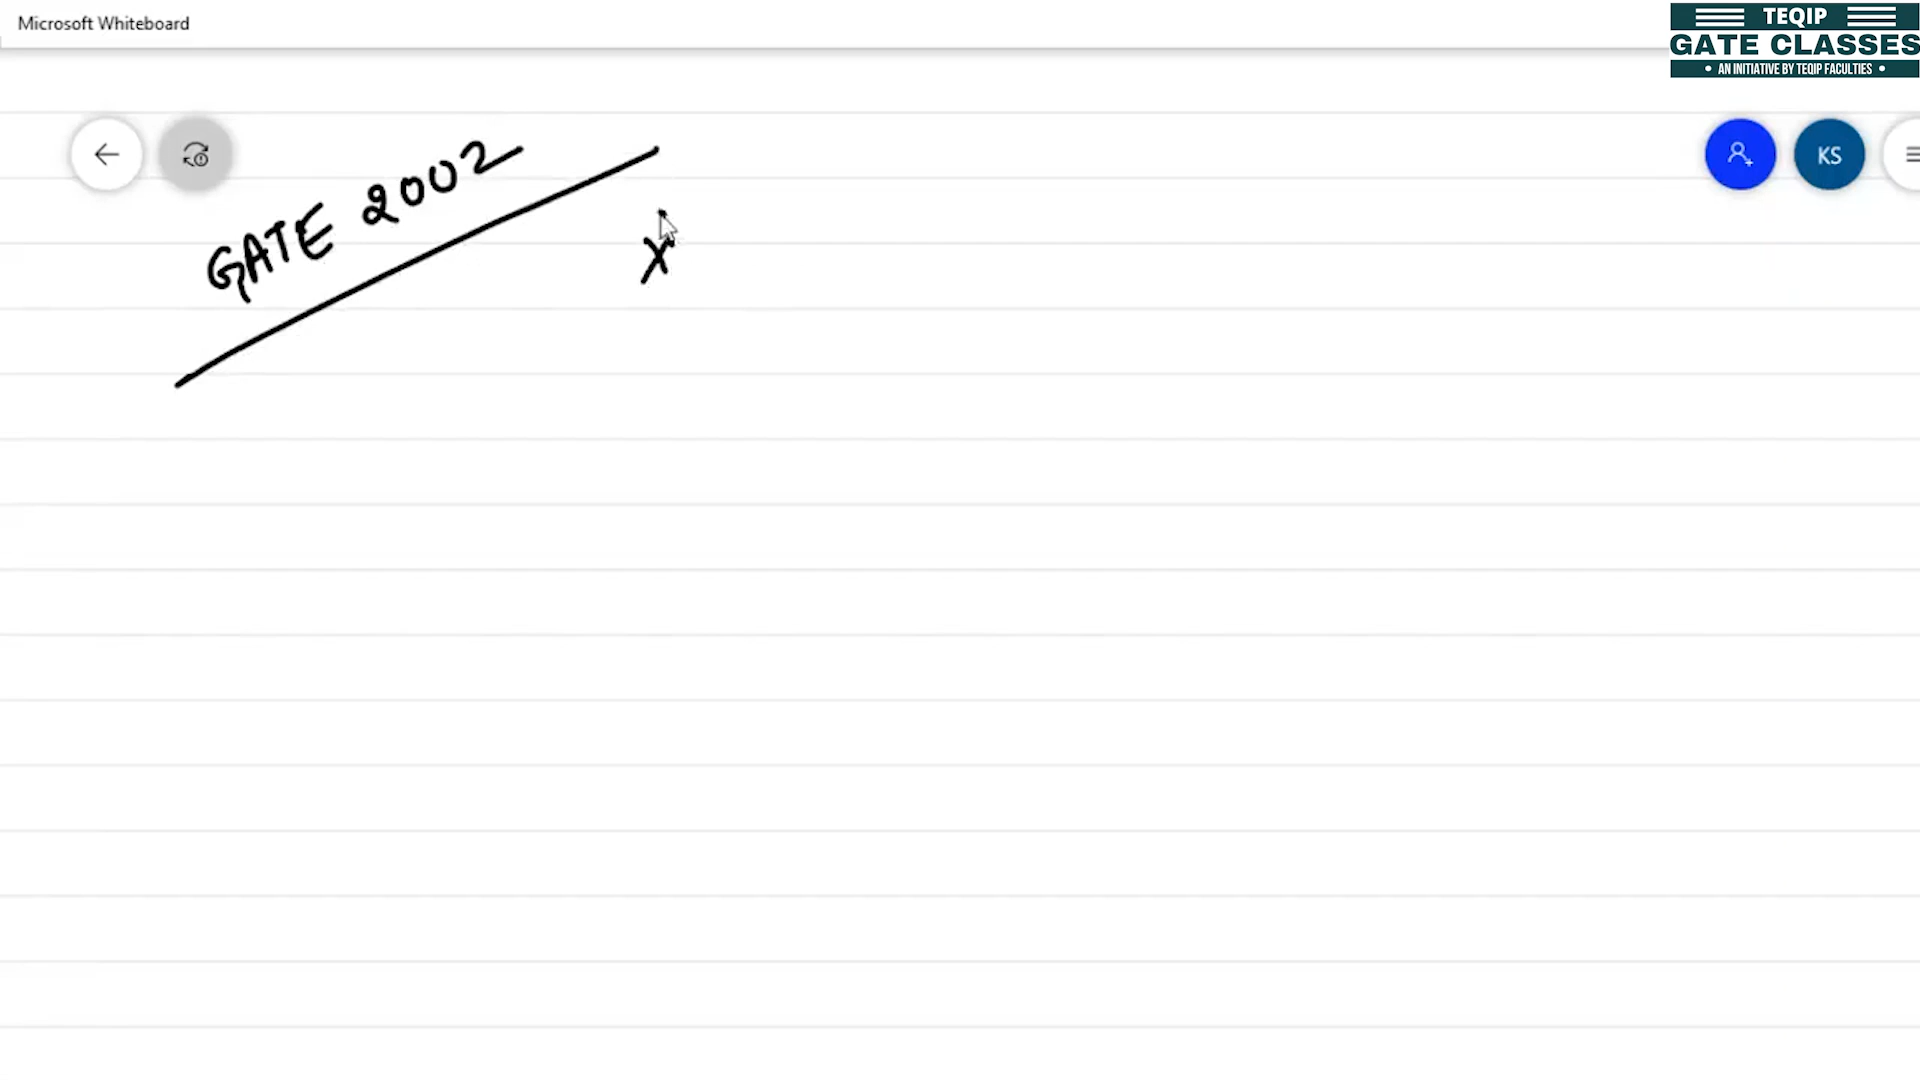 Microsoft Whiteboard
TEQIP
GATE CLASSES
• AN INITIATIVE BY TEQIP FACULTIES •
KS
GATE 2002
X